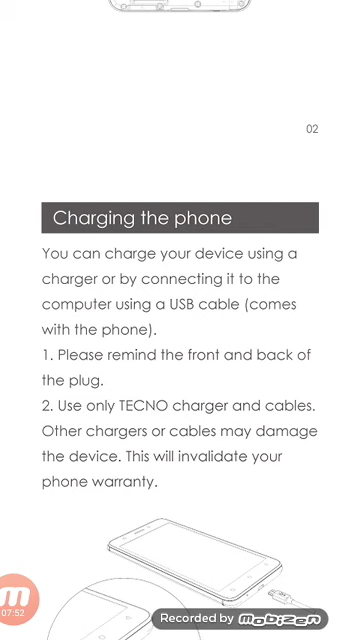 02
Charging the phone
You can charge your device using a
charger or by connecting it to the
computer using a USB cable (comes
with the phone).
1. Please remind the front and back of
the plug.
2. Use only TECNO charger and cables.
Other chargers or cables may damage
the device. This will invalidate your
phone warranty.
07:52
Recorded by mobizen